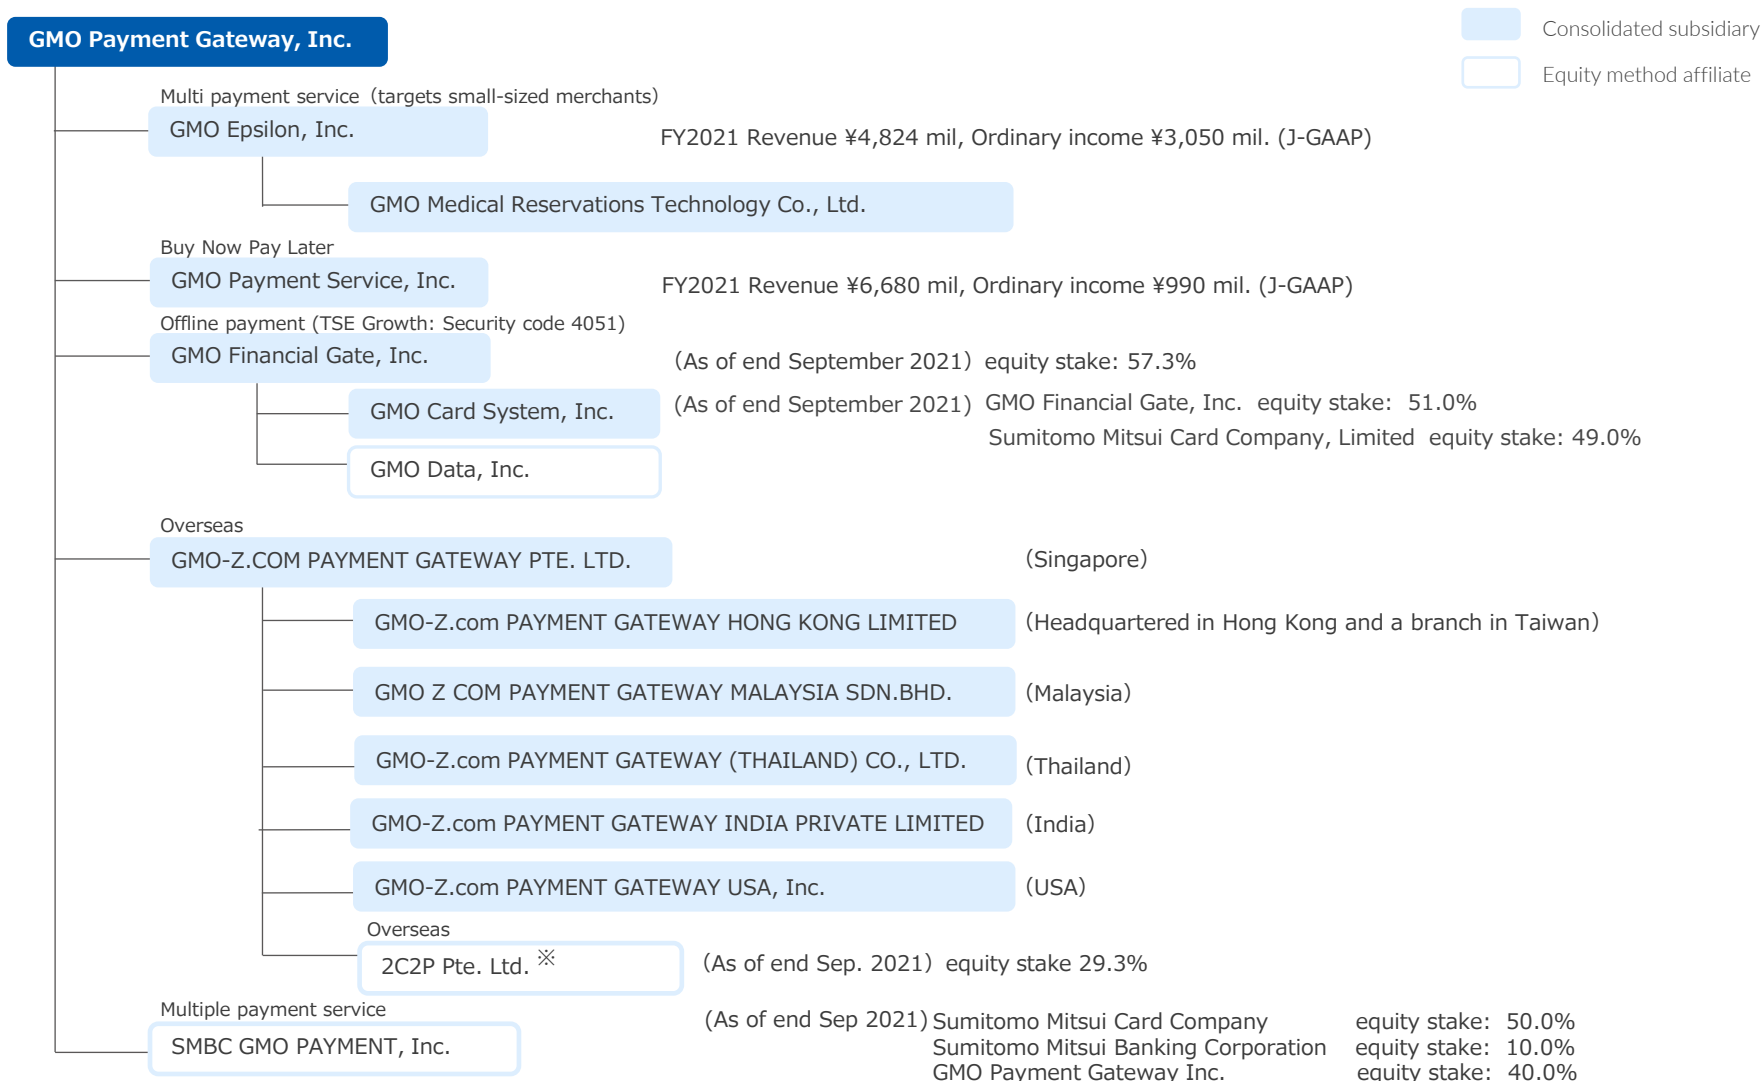 GMO Payment Gateway, Inc.
Consolidated subsidiary
Equity method affiliate
Multi payment service（targets small-sized merchants）
GMO Epsilon, Inc.
FY2021 Revenue ¥4,824 mil, Ordinary income ¥3,050 mil. (J-GAAP)
GMO Medical Reservations Technology Co., Ltd.
Buy Now Pay Later
GMO Payment Service, Inc.
FY2021 Revenue ¥6,680 mil, Ordinary income ¥990 mil. (J-GAAP)
Offline payment (TSE Growth: Security code 4051)
GMO Financial Gate, Inc.
（As of end September 2021）equity stake: 57.3%
GMO Card System, Inc.
（As of end September 2021）GMO Financial Gate, Inc. equity stake: 51.0%
Sumitomo Mitsui Card Company, Limited equity stake: 49.0%
GMO Data, Inc.
Overseas
GMO-Z.COM PAYMENT GATEWAY PTE. LTD.
（Singapore）
GMO-Z.com PAYMENT GATEWAY HONG KONG LIMITED
（Headquartered in Hong Kong and a branch in Taiwan）
GMO Z COM PAYMENT GATEWAY MALAYSIA SDN.BHD.
（Malaysia）
GMO-Z.com PAYMENT GATEWAY (THAILAND) CO., LTD.
（Thailand）
GMO-Z.com PAYMENT GATEWAY INDIA PRIVATE LIMITED
（India）
GMO-Z.com PAYMENT GATEWAY USA, Inc.
（USA）
Overseas
2C2P Pte. Ltd. ※
（As of end Sep. 2021）equity stake 29.3%
Multiple payment service
SMBC GMO PAYMENT, Inc.
(As of end Sep 2021) Sumitomo Mitsui Card Company equity stake: 50.0%
Sumitomo Mitsui Banking Corporation equity stake: 10.0%
GMO Payment Gateway Inc. equity stake: 40.0%